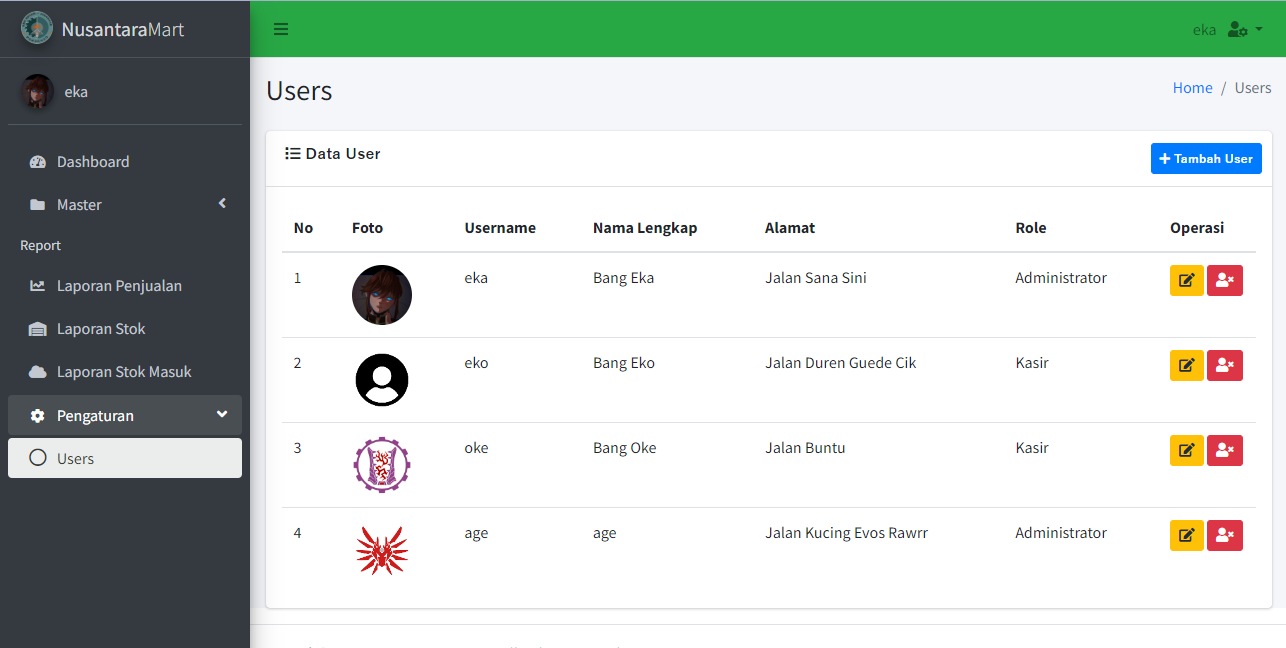 NusantaraMart
eka
eka
Users
Home / Users
Dashboard
Master
Report
Laporan Penjualan
Laporan Stok
Laporan Stok Masuk
Pengaturan
Users
Data User
Tambah User
No Foto Username Nama Lengkap Alamat Role Operasi
1 eka Bang Eka Jalan Sana Sini Administrator
2 eko Bang Eko Jalan Duren Guede Cik Kasir
3 oke Bang Oke Jalan Buntu Kasir
4 age age Jalan Kucing Evos Rawrr Administrator